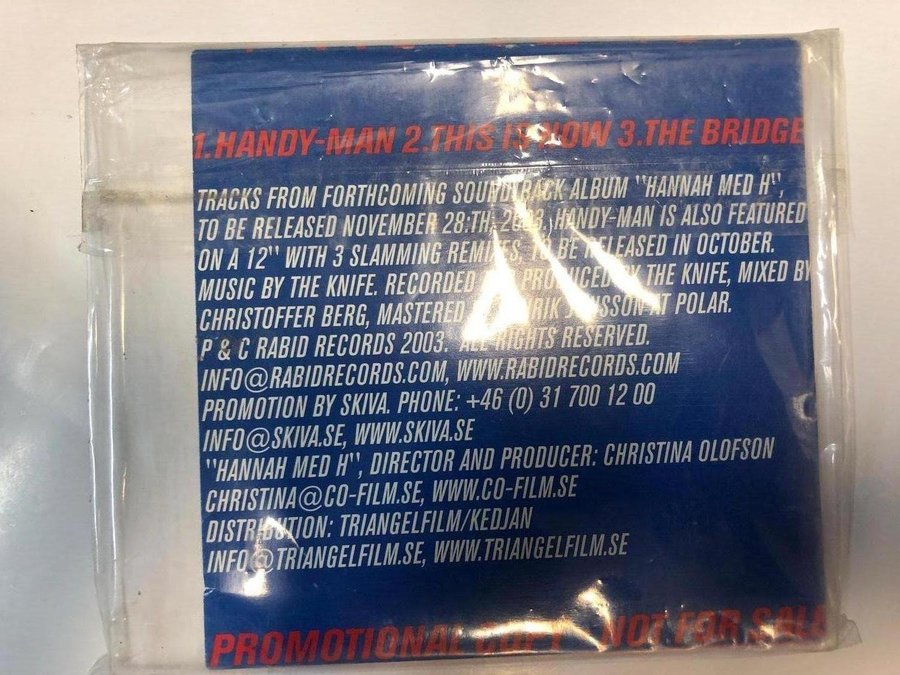 1.HANDY-MAN 2.THIS IS NOW 3.THE BRIDGE
TRACKS FROM FORTHCOMING SOUNDTRACK ALBUM "HANNAH MED H",
TO BE RELEASED NOVEMBER 28:TH, 2003. HANDY-MAN IS ALSO FEATURED
ON A 12" WITH 3 SLAMMING REMIXES, TO BE RELEASED IN OCTOBER.
MUSIC BY THE KNIFE. RECORDED PRODUCED BY THE KNIFE, MIXED BY
CHRISTOFFER BERG, MASTERED AT POLAR.
P & C RABID RECORDS 2003. ALL RIGHTS RESERVED.
INFO@RABIDRECORDS.COM, WWW.RABIDRECORDS.COM
PROMOTION BY SKIVA. PHONE: +46 (0) 31 700 12 00
INFO@SKIVA.SE, WWW.SKIVA.SE
"HANNAH MED H", DIRECTOR AND PRODUCER: CHRISTINA OLOFSON
CHRISTINA@CO-FILM.SE, WWW.CO-FILM.SE
DISTRIBUTION: TRIANGELFILM/KEDJAN
INFO@TRIANGELFILM.SE, WWW.TRIANGELFILM.SE
PROMOTIONAL COPY NOT FOR SALE